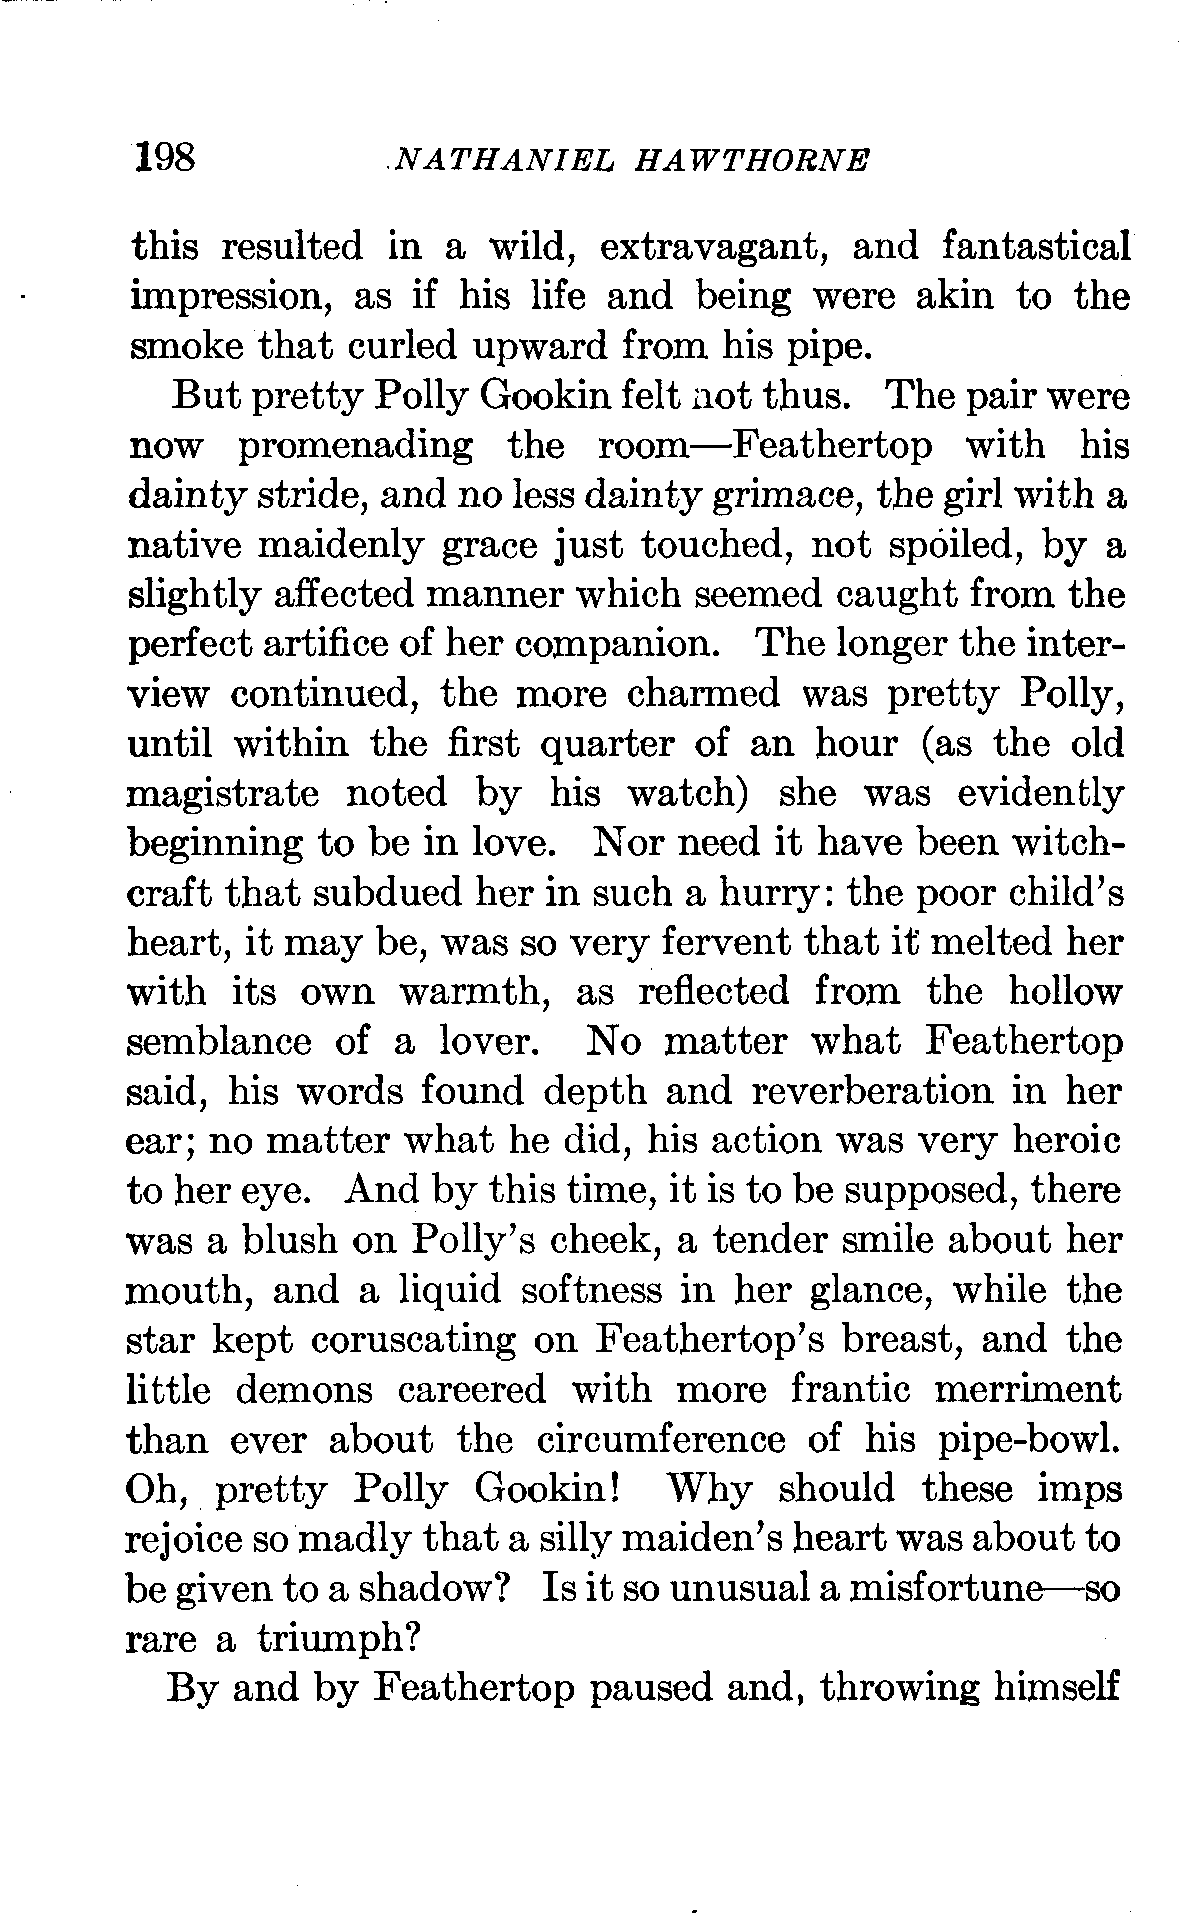 198 NATHANIEL HAWTHORNE
this resulted in a wild, extravagant, and fantastical
impression, as if his life and being were akin to the
smoke that curled upward from his pipe.
But pretty Polly Gookin felt not thus. The pair were
now promenading the room—Feathertop with his
dainty stride, and no less dainty grimace, the girl with a
native maidenly grace just touched, not spoiled, by a
slightly affected manner which seemed caught from the
perfect artifice of her companion. The longer the inter-
view continued, the more charmed was pretty Polly,
until within the first quarter of an hour (as the old
magistrate noted by his watch) she was evidently
beginning to be in love. Nor need it have been witch-
craft that subdued her in such a hurry: the poor child's
heart, it may be, was so very fervent that it melted her
with its own warmth, as reflected from the hollow
semblance of a lover. No matter what Feathertop
said, his words found depth and reverberation in her
ear; no matter what he did, his action was very heroic
to her eye. And by this time, it is to be supposed, there
was a blush on Polly's cheek, a tender smile about her
mouth, and a liquid softness in her glance, while the
star kept coruscating on Feathertop's breast, and the
little demons careered with more frantic merriment
than ever about the circumference of his pipe-bowl.
Oh, pretty Polly Gookin! Why should these imps
rejoice so madly that a silly maiden's heart was about to
be given to a shadow? Is it so unusual a misfortune—so
rare a triumph?
By and by Feathertop paused and, throwing himself